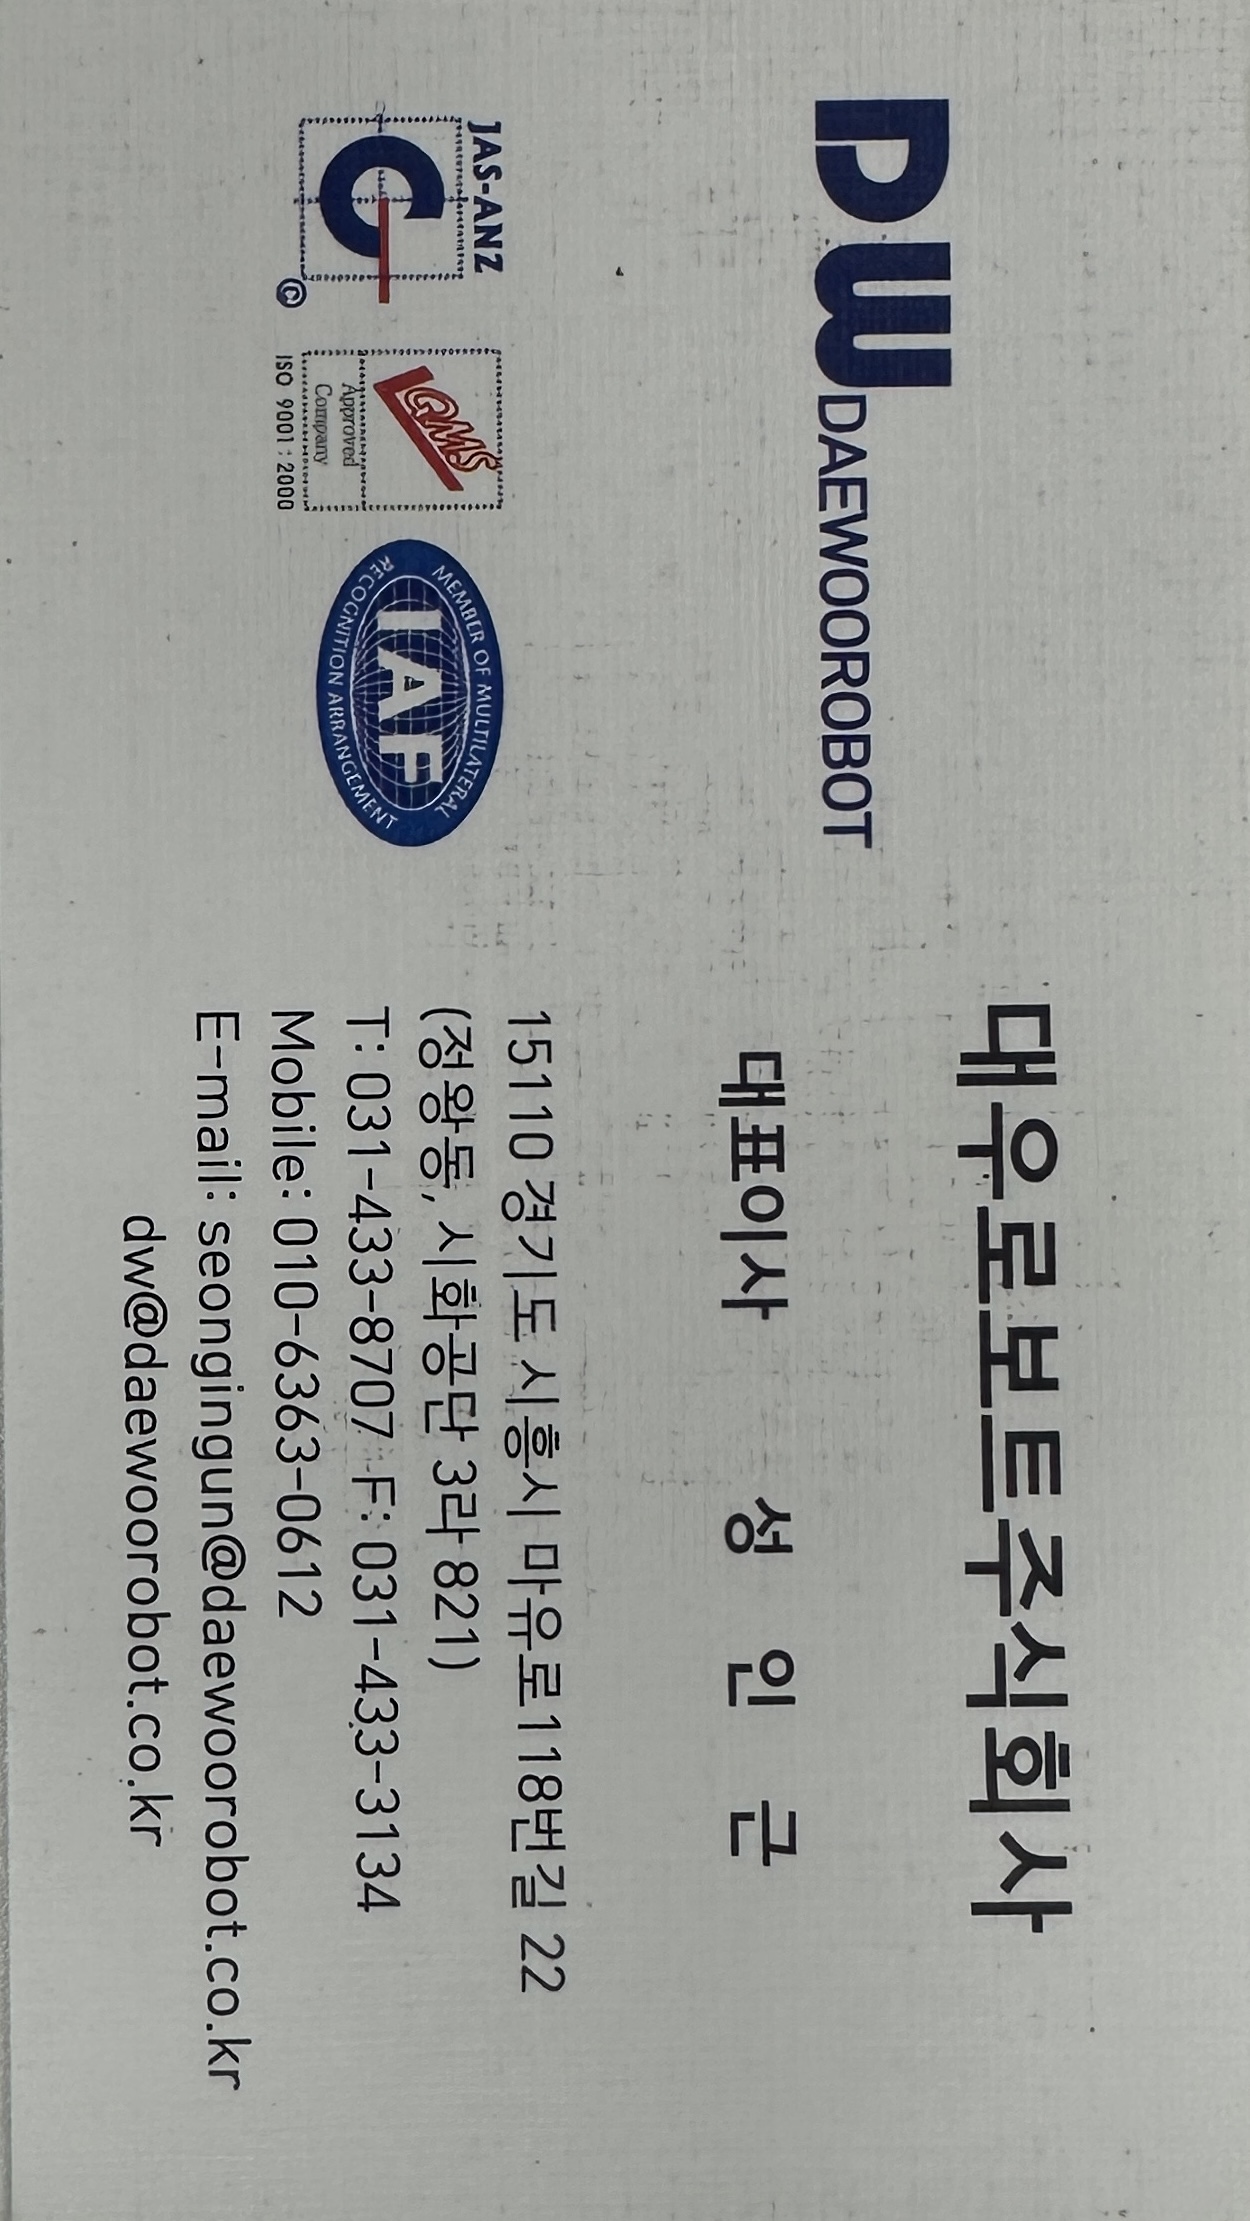 DW DAEWOOROBOT
대우로보트주식회사
대표이사 성 인 근
JAS-ANZ
©
QMS
Approved
Company
ISO 9001 : 2000
MEMBER OF MULTILATERAL
IAF
RECOGNITION ARRANGEMENT
15110 경기도 시흥시 마유로118번길 22
(정왕동, 시화공단 3라 821)
T: 031-433-8707 F: 031-433-3134
Mobile: 010-6363-0612
E-mail: seongingun@daewoorobot.co.kr
dw@daewoorobot.co.kr